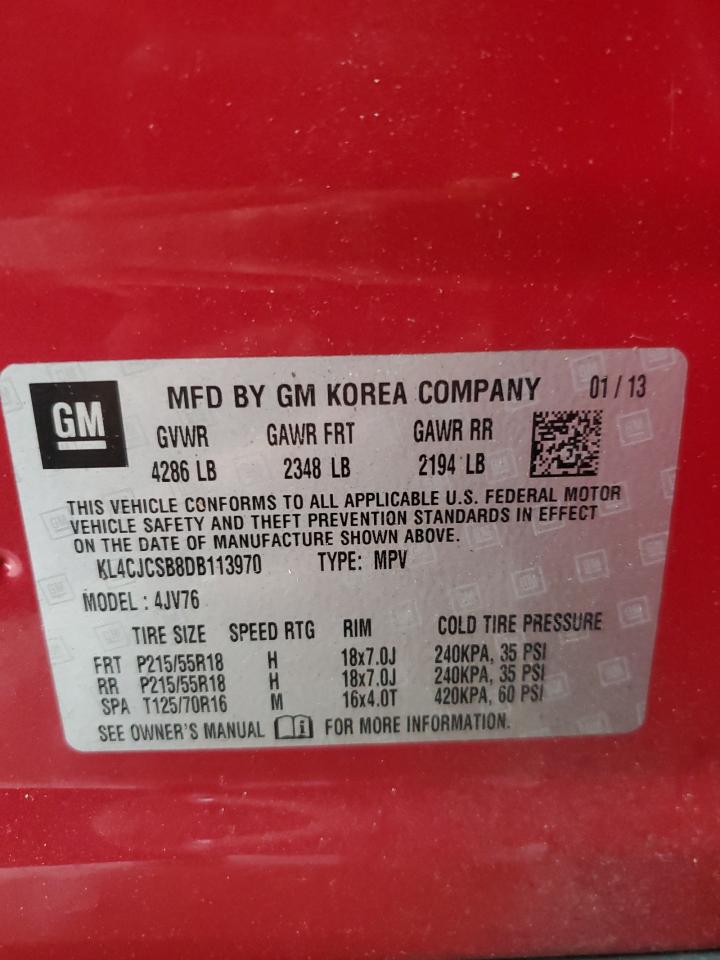 GM
MFD BY GM KOREA COMPANY 01 / 13
GVWR GAWR FRT GAWR RR
4286 LB 2348 LB 2194 LB
THIS VEHICLE CONFORMS TO ALL APPLICABLE U.S. FEDERAL MOTOR
VEHICLE SAFETY AND THEFT PREVENTION STANDARDS IN EFFECT
ON THE DATE OF MANUFACTURE SHOWN ABOVE.
KL4CJCSB8DB113970 TYPE: MPV
MODEL : 4JV76
TIRE SIZE SPEED RTG RIM COLD TIRE PRESSURE
FRT P215/55R18 H 18x7.0J 240KPA, 35 PSI
RR P215/55R18 H 18x7.0J 240KPA, 35 PSI
SPA T125/70R16 M 16x4.0T 420KPA, 60 PSI
SEE OWNER'S MANUAL FOR MORE INFORMATION.